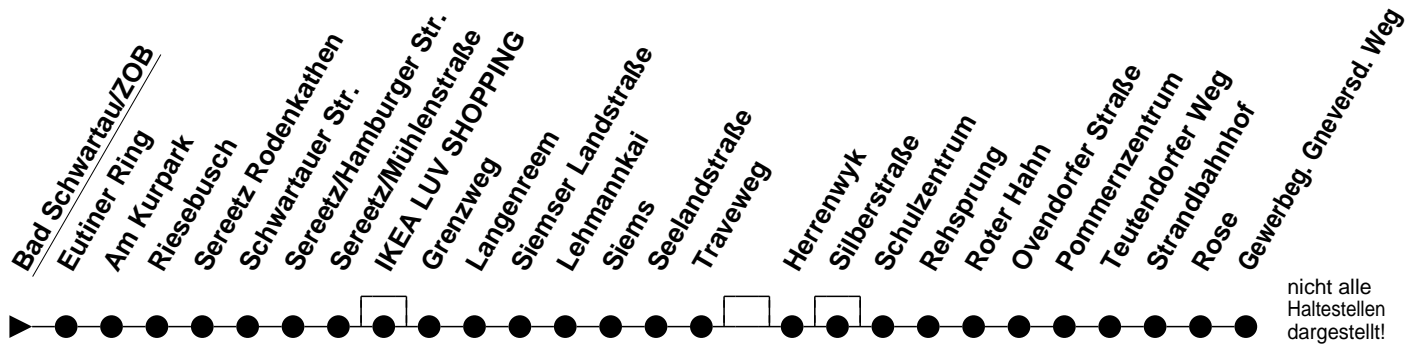 Bad Schwartau/ZOB
Eutiner Ring
Am Kurpark
Riesebusch
Sereetz Rodenkathen
Schwartauer Str.
Sereetz/Hamburger Str.
Sereetz/Mühlenstraße
IKEA LUV SHOPPING
Grenzweg
Langenreem
Siemser Landstraße
Lehmannkai
Siems
Seelandstraße
Traveweg
Herrenwyk
Silberstraße
Schulzentrum
Rehsprung
Roter Hahn
Ovendorfer Straße
Pommernzentrum
Teutendorfer Weg
Strandbahnhof
Rose
Gewerbeg. Gneversd. Weg
nicht alle
Haltestellen
dargestellt!